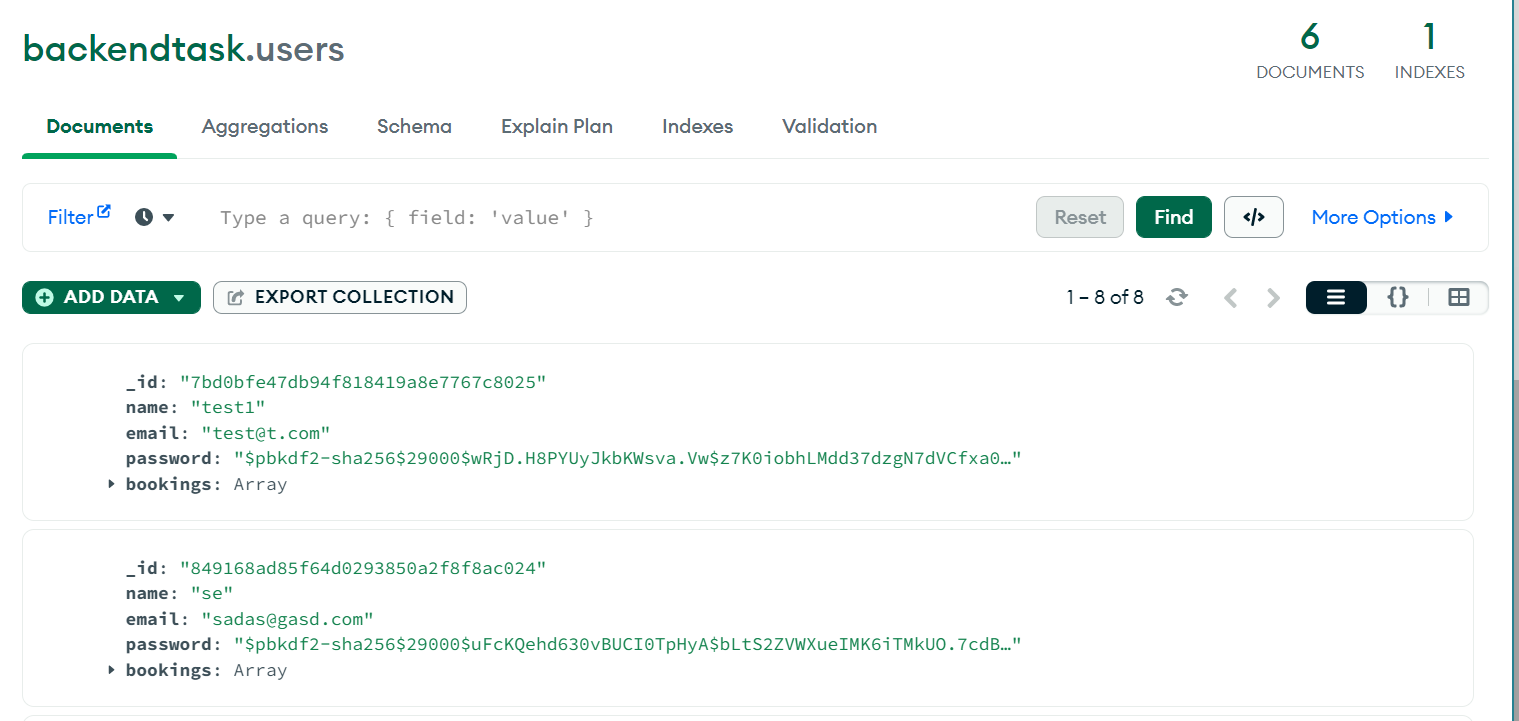 backendtask.users
6 1
DOCUMENTS INDEXES
Documents Aggregations Schema Explain Plan Indexes Validation
Filter Type a query: { field: 'value' } Reset Find </> More Options
ADD DATA EXPORT COLLECTION 1 – 8 of 8 {}
_id: "7bd0bfe47db94f818419a8e7767c8025"
name: "test1"
email: "test@t.com"
password: "$pbkdf2-sha256$29000$wRjD.H8PYUyJkbKWsva.Vw$z7K0iobhLMdd37dzgN7dVCfxa0…"
bookings: Array
_id: "849168ad85f64d0293850a2f8f8ac024"
name: "se"
email: "sadas@gasd.com"
password: "$pbkdf2-sha256$29000$uFcKQehd630vBUCI0TpHyA$bLtS2ZVWXueIMK6iTMkUO.7cdB…"
bookings: Array